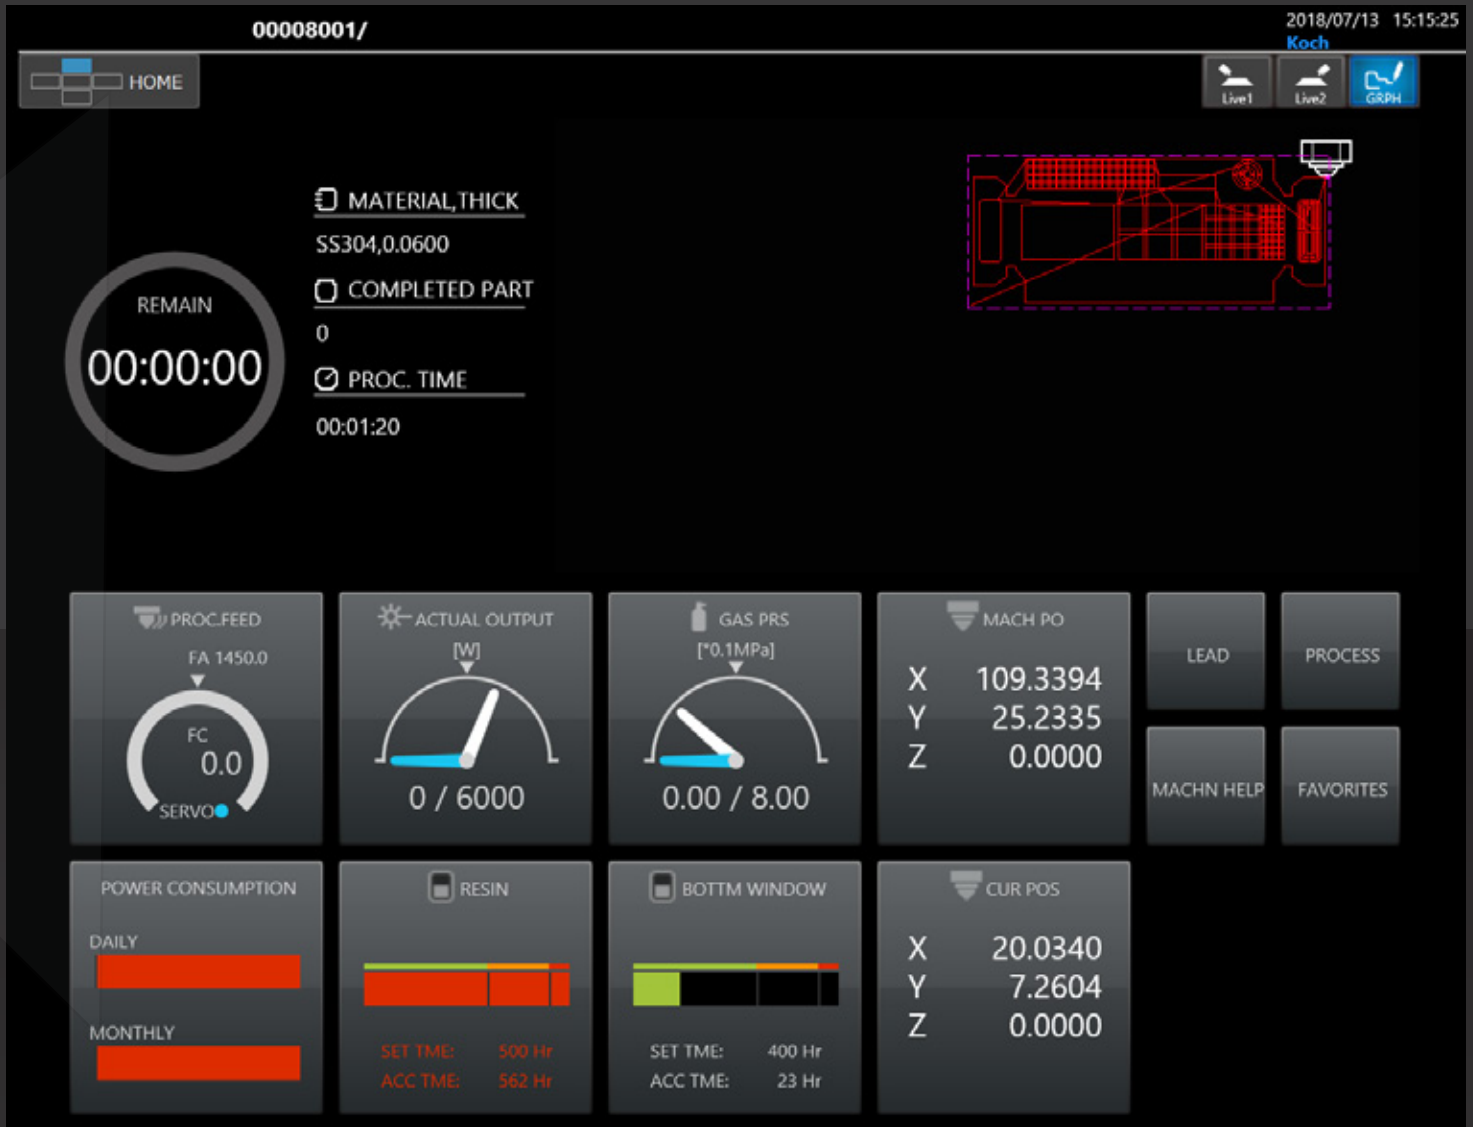 00008001/
2018/07/13 15:15:25
Koch
HOME
Live1
Live2
GRPH
MATERIAL,THICK
SS304,0.0600
COMPLETED PART
0
PROC. TIME
00:01:20
REMAIN
00:00:00
PROC.FEED
FA 1450.0
FC
0.0
SERVO
ACTUAL OUTPUT
[W]
0 / 6000
GAS PRS
[*0.1MPa]
0.00 / 8.00
MACH PO
X 109.3394
Y 25.2335
Z 0.0000
LEAD
PROCESS
MACHN HELP
FAVORITES
POWER CONSUMPTION
DAILY
MONTHLY
RESIN
SET TME: 500 Hr
ACC TME: 562 Hr
BOTTM WINDOW
SET TME: 400 Hr
ACC TME: 23 Hr
CUR POS
X 20.0340
Y 7.2604
Z 0.0000